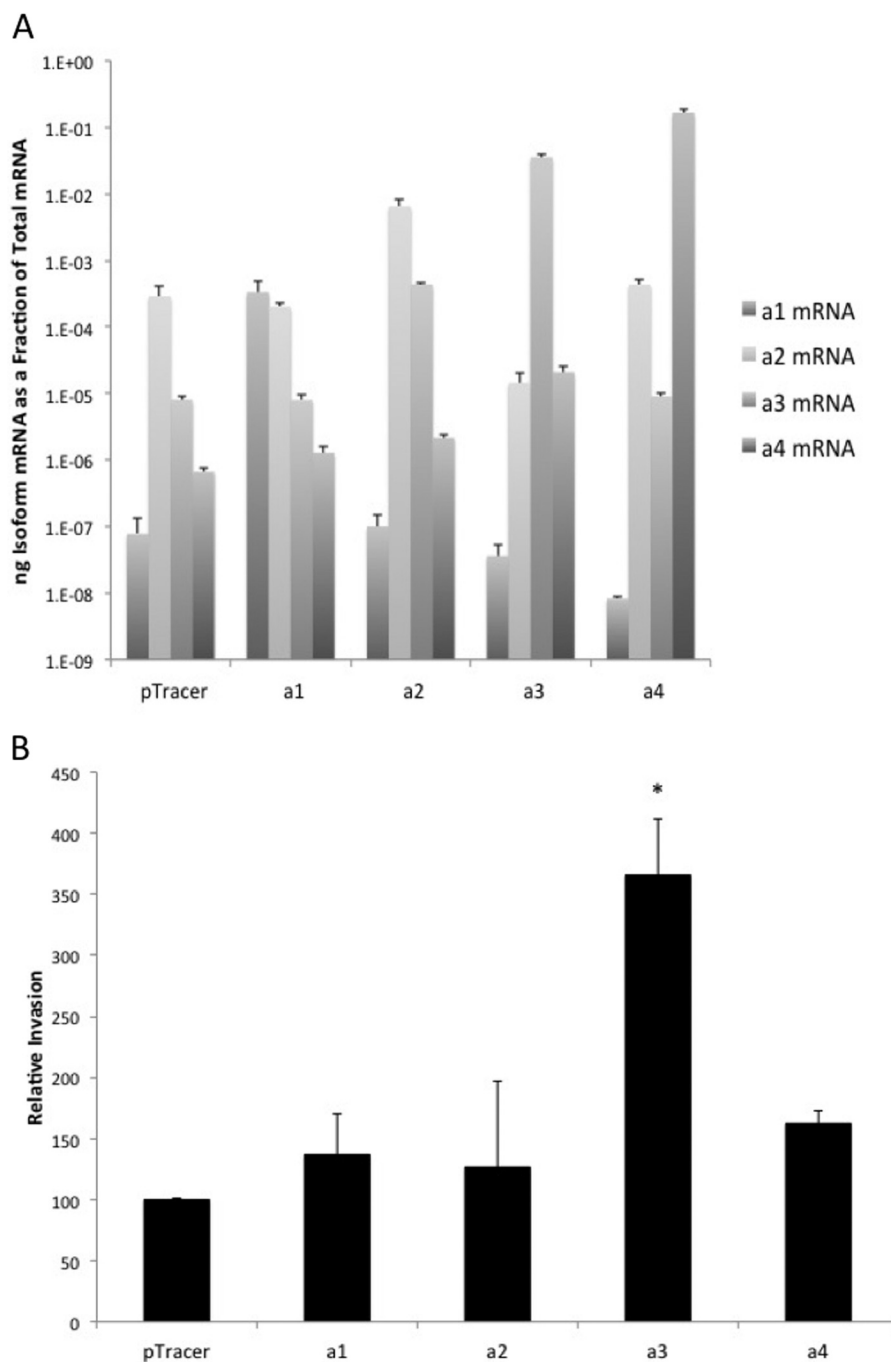 A
1.E+00
1.E-01
1.E-02
1.E-03
1.E-04
1.E-05
1.E-06
1.E-07
1.E-08
1.E-09
ng Isoform mRNA as a Fraction of Total mRNA
pTracer a1 a2 a3 a4
a1 mRNA
a2 mRNA
a3 mRNA
a4 mRNA
B
450
400
350
300
250
200
150
100
50
0
Relative Invasion
*
pTracer a1 a2 a3 a4